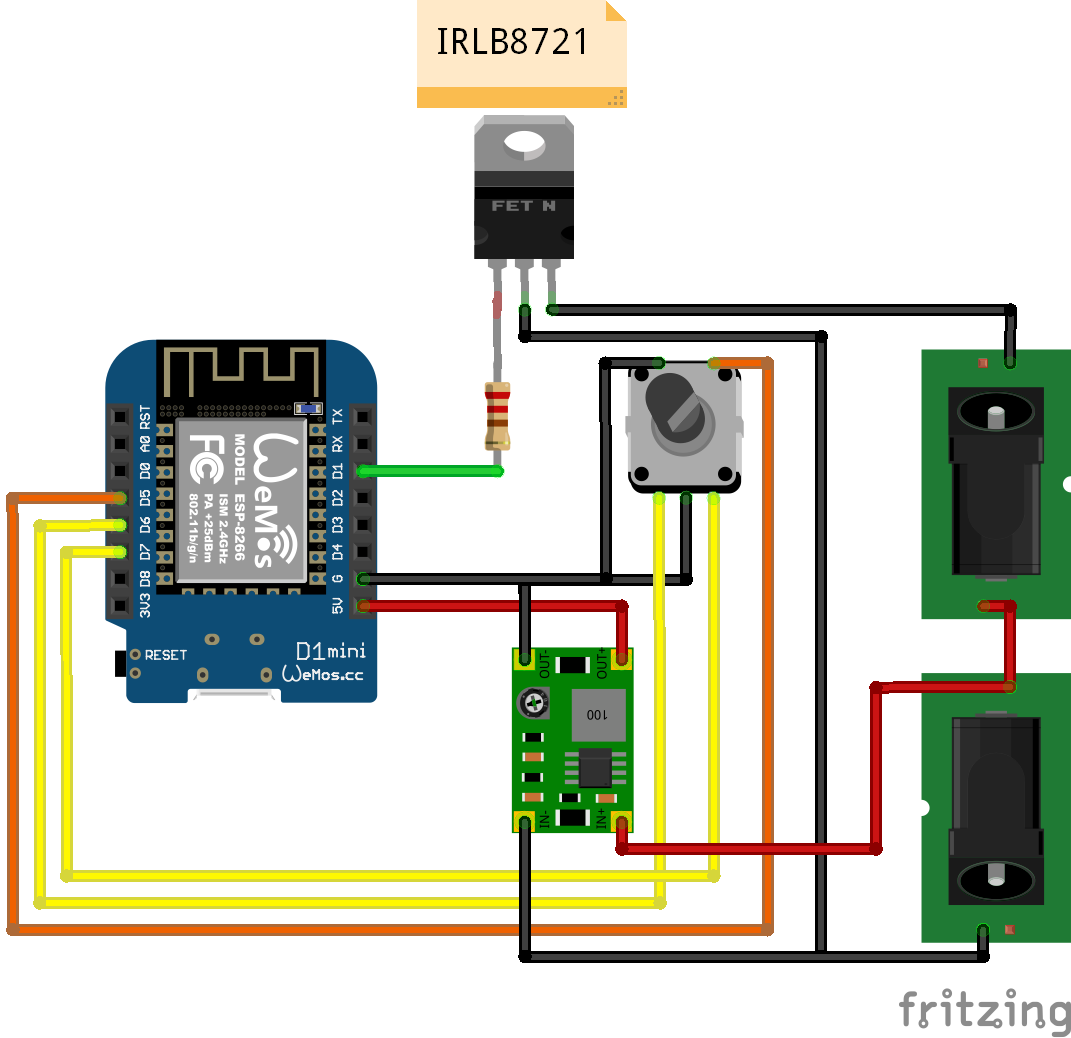 IRLB8721
FET N
RST
A0
D0
D5
D6
D7
D8
3V3
TX
RX
D1
D2
D3
D4
G
5V
WeMos
MODEL ESP-8266
ISM 2.4GHz
PA +25dBm
802.11b/g/n
FC
RESET
D1mini
WeMos.cc
OUT-
OUT+
100
IN-
IN+
fritzing